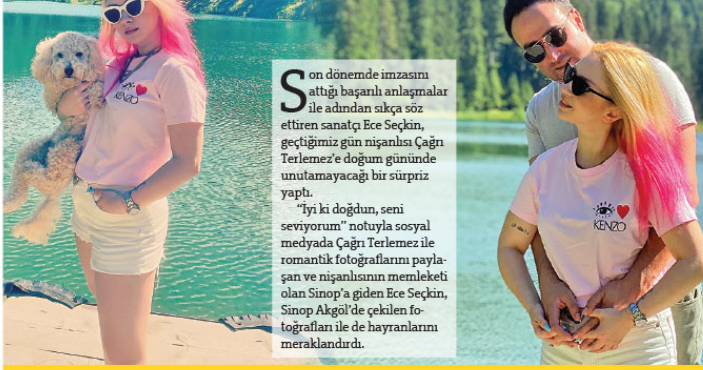 KENZO
Son dönemde imzasını
attığı başarılı anlaşmalar
ile adından sıkça söz
ettiren sanatçı Ece Seçkin,
geçtiğimiz gün nişanlısı Çağrı
Terlemez'e doğum gününde
unutamayacağı bir sürpriz
yaptı.
"İyi ki doğdun, seni
seviyorum" notuyla sosyal
medyada Çağrı Terlemez ile
romantik fotoğraflarını payla-
şan ve nişanlısının memleketi
olan Sinop'a giden Ece Seçkin,
Sinop Akgöl'de çekilen fo-
toğrafları ile de hayranlarını
meraklandırdı.
KENZO